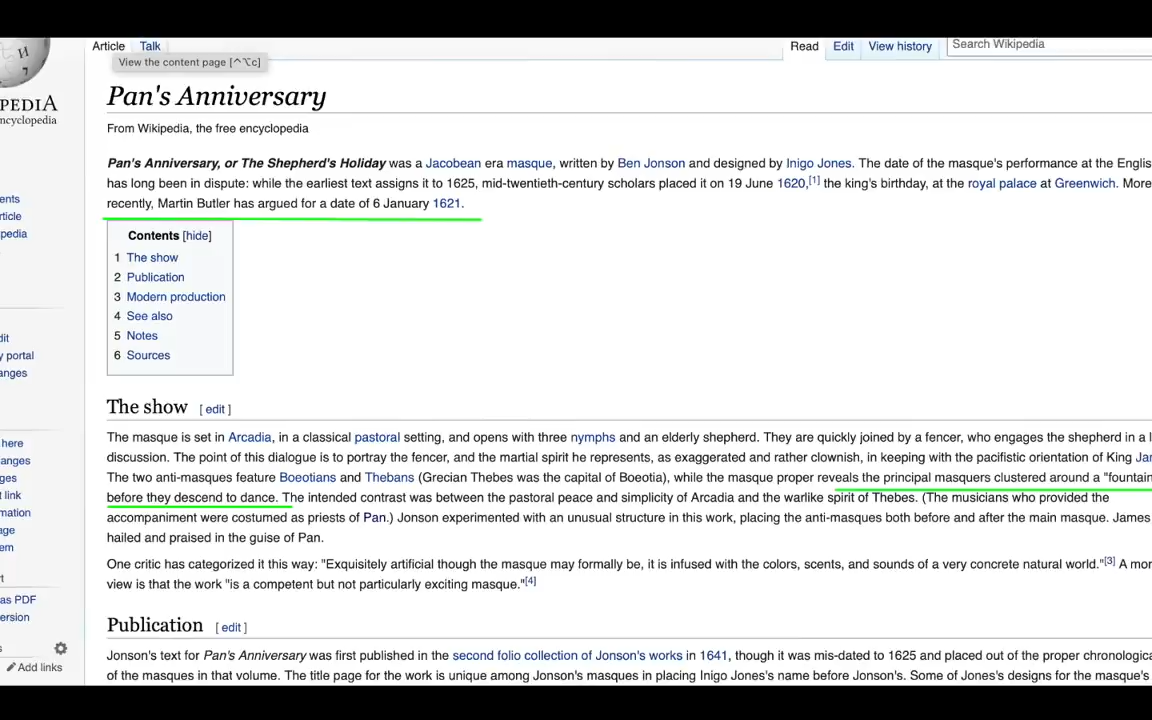 Article Talk Read Edit View history Search Wikipedia
View the content page [^⌥c]
PEDIA
ncyclopedia
Pan's Anniversary
From Wikipedia, the free encyclopedia
Pan's Anniversary, or The Shepherd's Holiday was a Jacobean era masque, written by Ben Jonson and designed by Inigo Jones. The date of the masque's performance at the Englis
has long been in dispute: while the earliest text assigns it to 1625, mid-twentieth-century scholars placed it on 19 June 1620,[1] the king's birthday, at the royal palace at Greenwich. More
recently, Martin Butler has argued for a date of 6 January 1621.
ents
rticle
pedia
Contents [hide]
1 The show
2 Publication
3 Modern production
4 See also
5 Notes
6 Sources
dit
y portal
anges
The show [ edit ]
The masque is set in Arcadia, in a classical pastoral setting, and opens with three nymphs and an elderly shepherd. They are quickly joined by a fencer, who engages the shepherd in a l
discussion. The point of this dialogue is to portray the fencer, and the martial spirit he represents, as exaggerated and rather clownish, in keeping with the pacifistic orientation of King Jar
The two anti-masques feature Boeotians and Thebans (Grecian Thebes was the capital of Boeotia), while the masque proper reveals the principal masquers clustered around a "fountain
before they descend to dance. The intended contrast was between the pastoral peace and simplicity of Arcadia and the warlike spirit of Thebes. (The musicians who provided the
accompaniment were costumed as priests of Pan.) Jonson experimented with an unusual structure in this work, placing the anti-masques both before and after the main masque. James
hailed and praised in the guise of Pan.
One critic has categorized it this way: "Exquisitely artificial though the masque may formally be, it is infused with the colors, scents, and sounds of a very concrete natural world."[3] A mor
view is that the work "is a competent but not particularly exciting masque."[4]
here
anges
ges
t link
mation
age
em
rt
as PDF
ersion
s
Add links
Publication [ edit ]
Jonson's text for Pan's Anniversary was first published in the second folio collection of Jonson's works in 1641, though it was mis-dated to 1625 and placed out of the proper chronologica
of the masques in that volume. The title page for the work is unique among Jonson's masques in placing Inigo Jones's name before Jonson's. Some of Jones's designs for the masque's